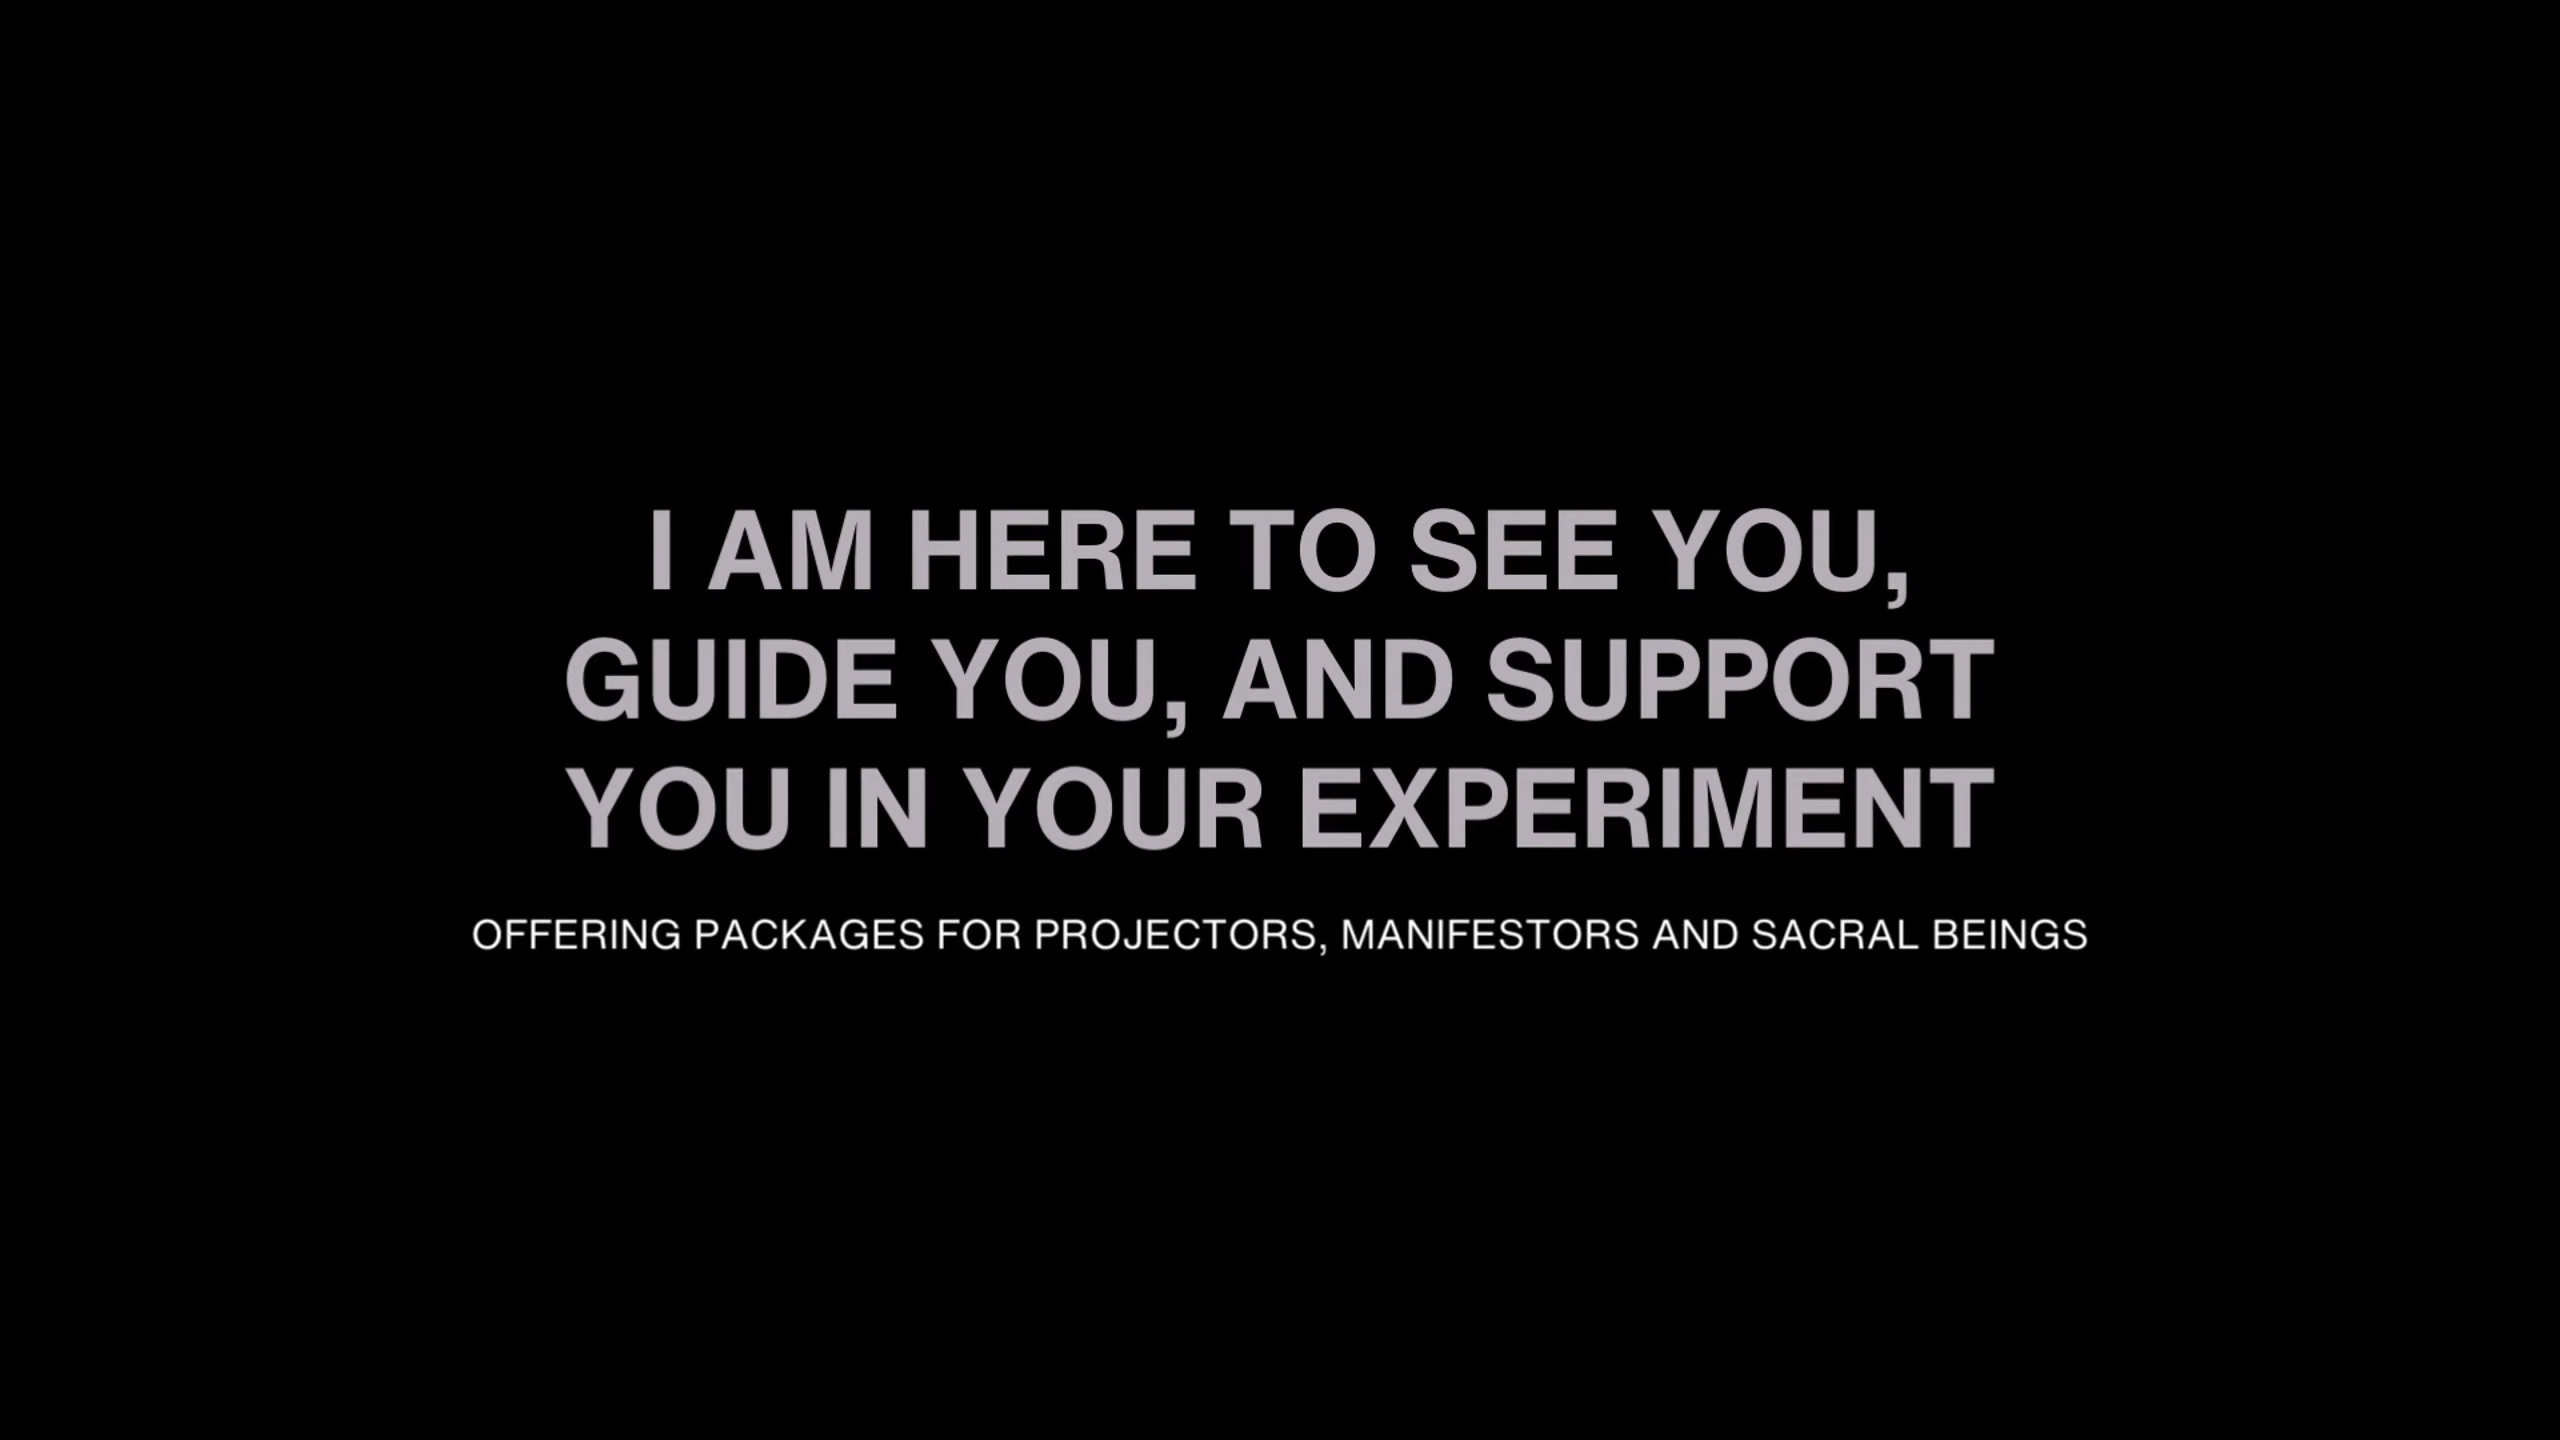 I AM HERE TO SEE YOU,
GUIDE YOU, AND SUPPORT
YOU IN YOUR EXPERIMENT
OFFERING PACKAGES FOR PROJECTORS, MANIFESTORS AND SACRAL BEINGS